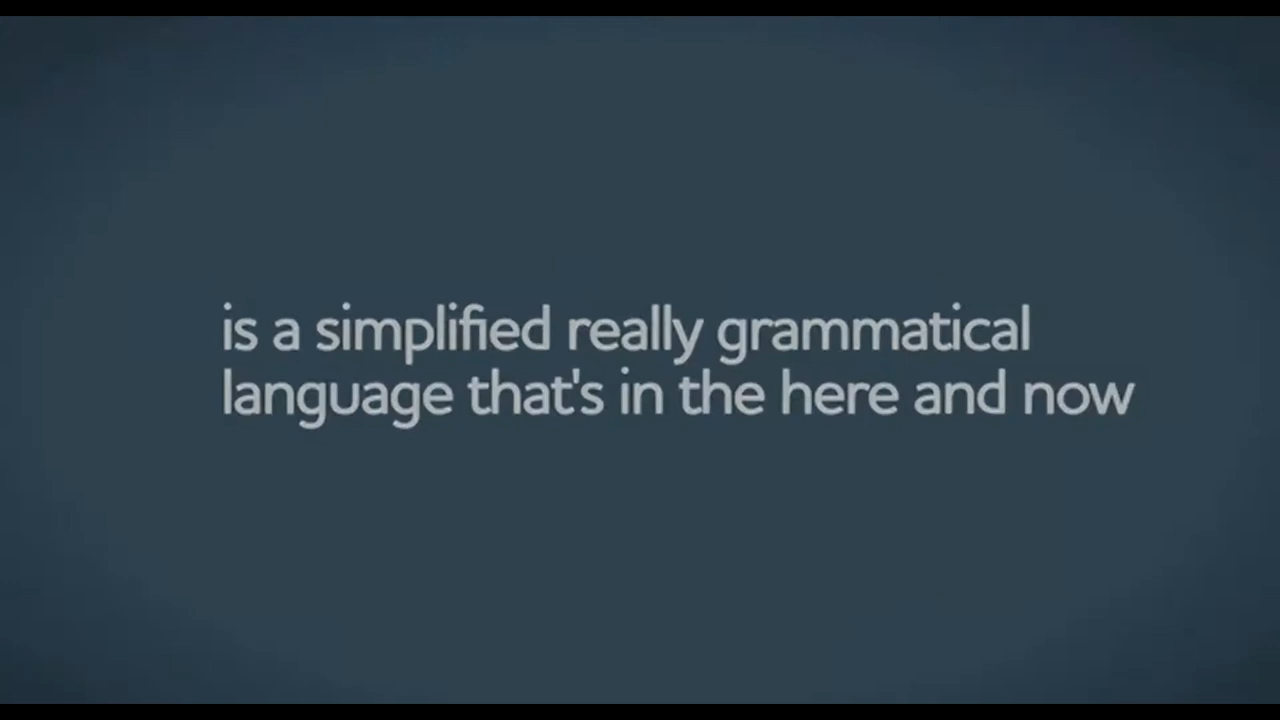 is a simplified really grammatical
language that's in the here and now